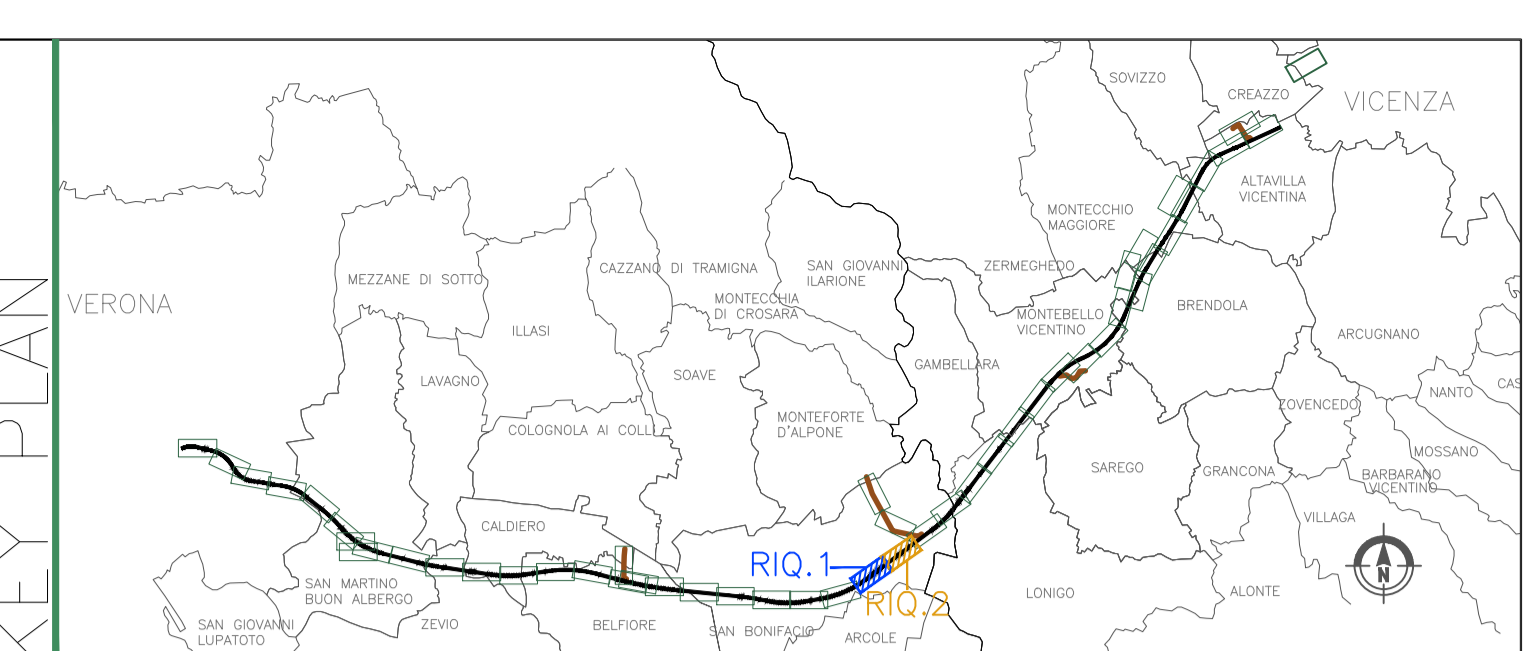 KEY PLAN
SOVIZZO
CREAZZO
VICENZA
ALTAVILLA
VICENTINA
MONTECCHIO
MAGGIORE
MEZZANE DI SOTTO
CAZZANO DI TRAMIGNA
SAN GIOVANNI
ILARIONE
ZERMEGHEDO
VERONA
MONTECCHIA
DI CROSARA
MONTEBELLO
VICENTINO
BRENDOLA
ILLASI
ARCUGNANO
GAMBELLARA
LAVAGNO
SOAVE
NANTO
CAS
ZOVENCEDO
MONTEFORTE
D'ALPONE
COLOGNOLA AI COLL
MOSSANO
SAREGO
GRANCONA
BARBARANO
VICENTINO
VILLAGA
CALDIERO
RIQ.1
RIQ.2
N
SAN MARTINO
BUON ALBERGO
LONIGO
ALONTE
SAN GIOVANNI
LUPATOTO
ZEVIO
BELFIORE
SAN BONIFACIO
ARCOLE